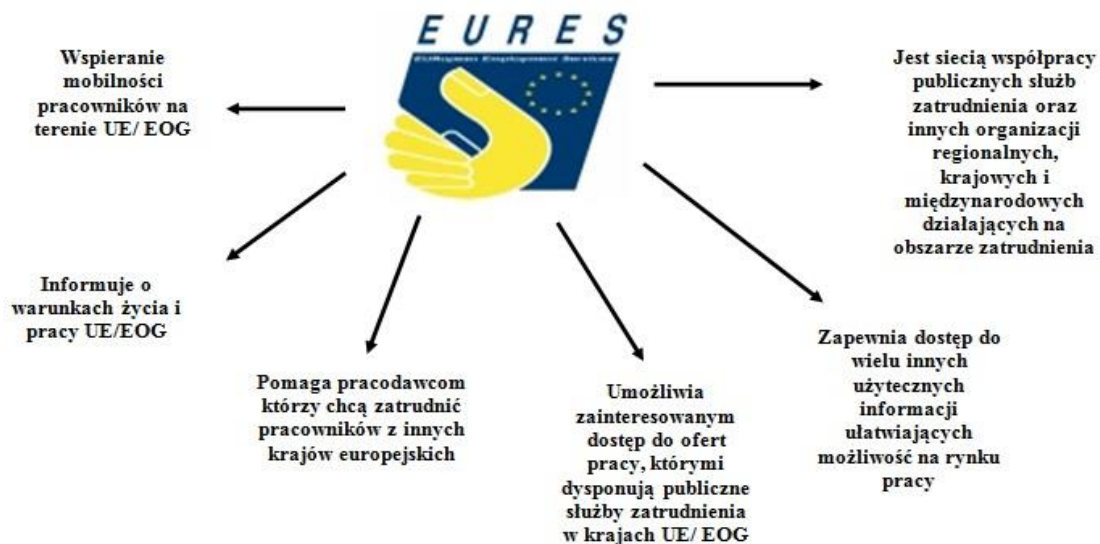 EURES
EURopean Employment Services
Wspieranie
mobilności
pracowników na
terenie UE/ EOG
Jest siecią współpracy
publicznych służb
zatrudnienia oraz
innych organizacji
regionalnych,
krajowych i
międzynarodowych
działających na
obszarze zatrudnienia
Informuje o
warunkach życia i
pracy UE/EOG
Pomaga pracodawcom
którzy chcą zatrudnić
pracowników z innych
krajów europejskich
Umożliwia
zainteresowanym
dostęp do ofert
pracy, którymi
dysponują publiczne
służby zatrudnienia
w krajach UE/ EOG
Zapewnia dostęp do
wielu innych
użytecznych
informacji
ułatwiających
możliwość na rynku
pracy